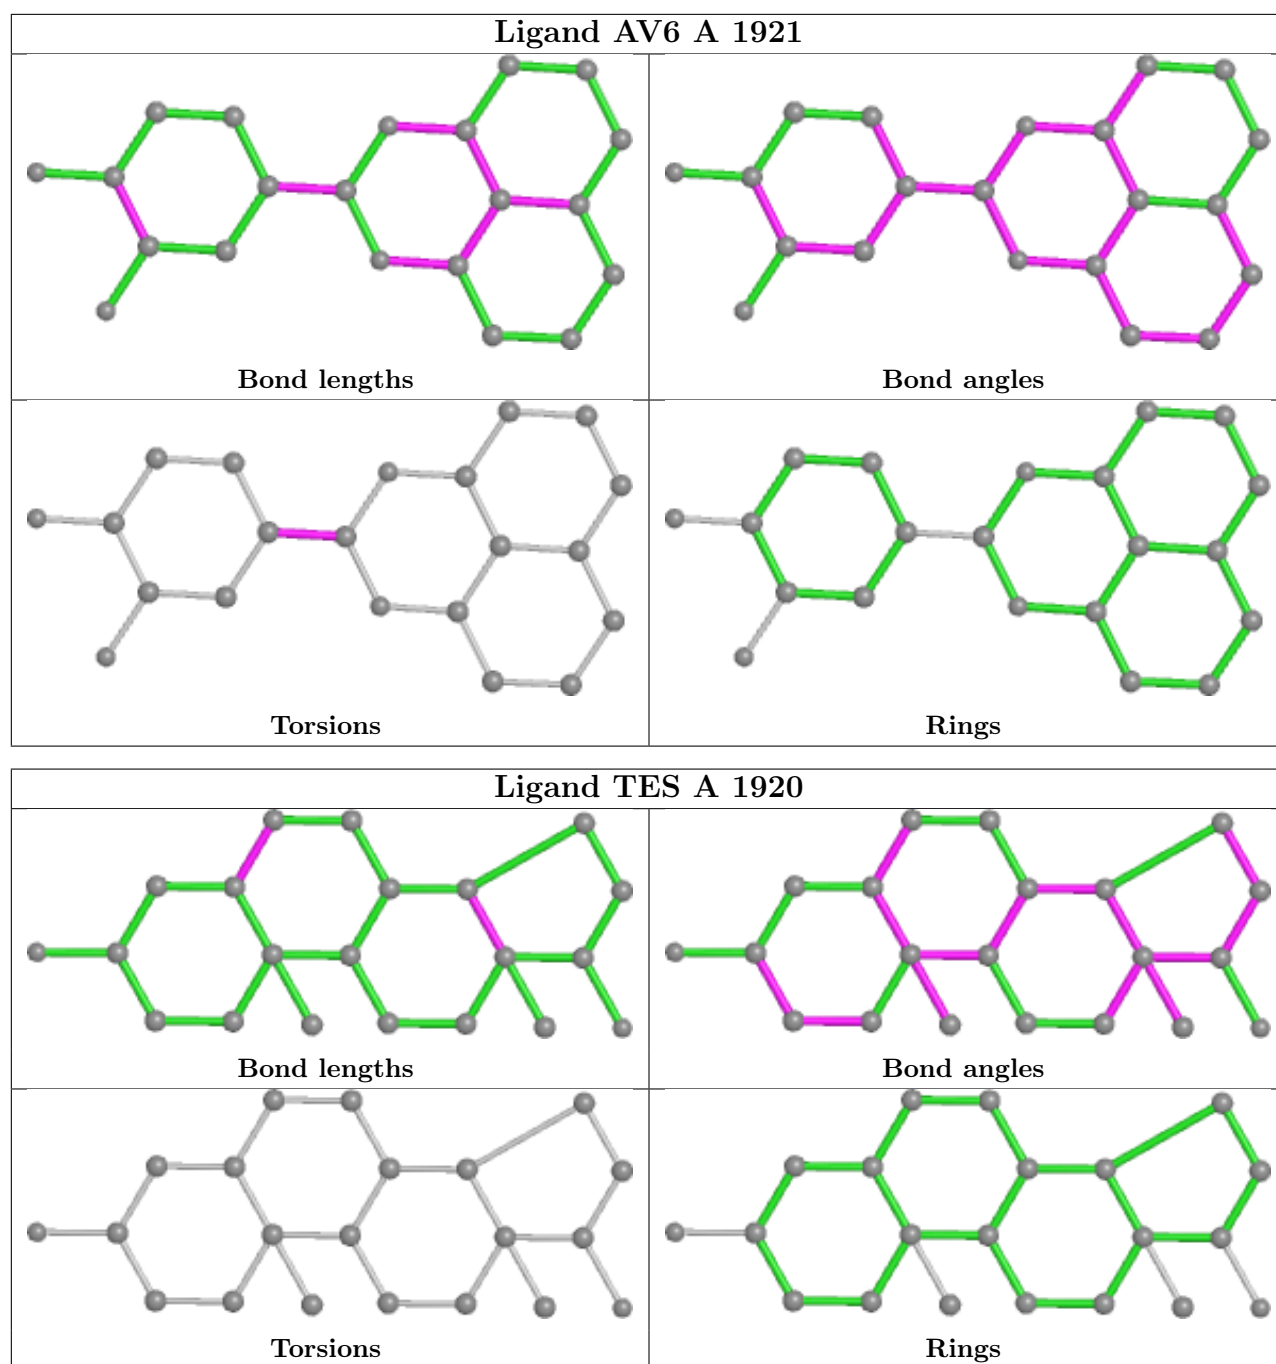 Ligand AV6 A 1921
Bond lengths
Bond angles
Torsions
Rings
Ligand TES A 1920
Bond lengths
Bond angles
Torsions
Rings